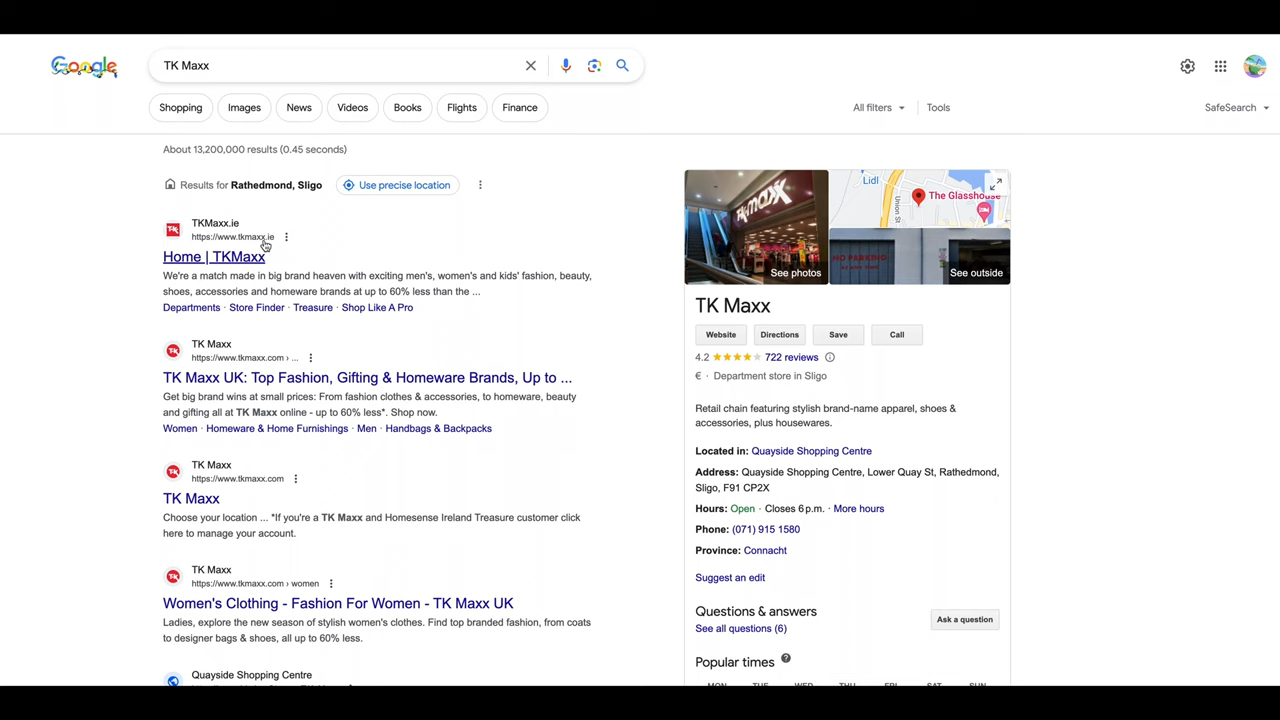 Google
TK Maxx
Shopping
Images
News
Videos
Books
Flights
Finance
All filters
Tools
SafeSearch
About 13,200,000 results (0.45 seconds)
Results for Rathedmond, Sligo
Use precise location
TKMaxx.ie
https://www.tkmaxx.ie
Home | TKMaxx
We're a match made in big brand heaven with exciting men's, women's and kids' fashion, beauty,
shoes, accessories and homeware brands at up to 60% less than the ...
Departments · Store Finder · Treasure · Shop Like A Pro
TK Maxx
https://www.tkmaxx.com › ...
TK Maxx UK: Top Fashion, Gifting & Homeware Brands, Up to ...
Get big brand wins at small prices: From fashion clothes & accessories, to homeware, beauty
and gifting all at TK Maxx online - up to 60% less*. Shop now.
Women · Homeware & Home Furnishings · Men · Handbags & Backpacks
TK Maxx
https://www.tkmaxx.com
TK Maxx
Choose your location ... *If you're a TK Maxx and Homesense Ireland Treasure customer click
here to manage your account.
TK Maxx
https://www.tkmaxx.com › women
Women's Clothing - Fashion For Women - TK Maxx UK
Ladies, explore the new season of stylish women's clothes. Find top branded fashion, from coats
to designer bags & shoes, all up to 60% less.
Quayside Shopping Centre
TK maxx
See photos
Lidl
Union St
The Glasshouse
NO PARKING
See outside
TK Maxx
Website
Directions
Save
Call
4.2
722 reviews
€ · Department store in Sligo
Retail chain featuring stylish brand-name apparel, shoes &
accessories, plus housewares.
Located in: Quayside Shopping Centre
Address: Quayside Shopping Centre, Lower Quay St, Rathedmond,
Sligo, F91 CP2X
Hours: Open · Closes 6 p.m. · More hours
Phone: (071) 915 1580
Province: Connacht
Suggest an edit
Questions & answers
See all questions (6)
Ask a question
Popular times
MON TUE WED THU FRI SAT SUN